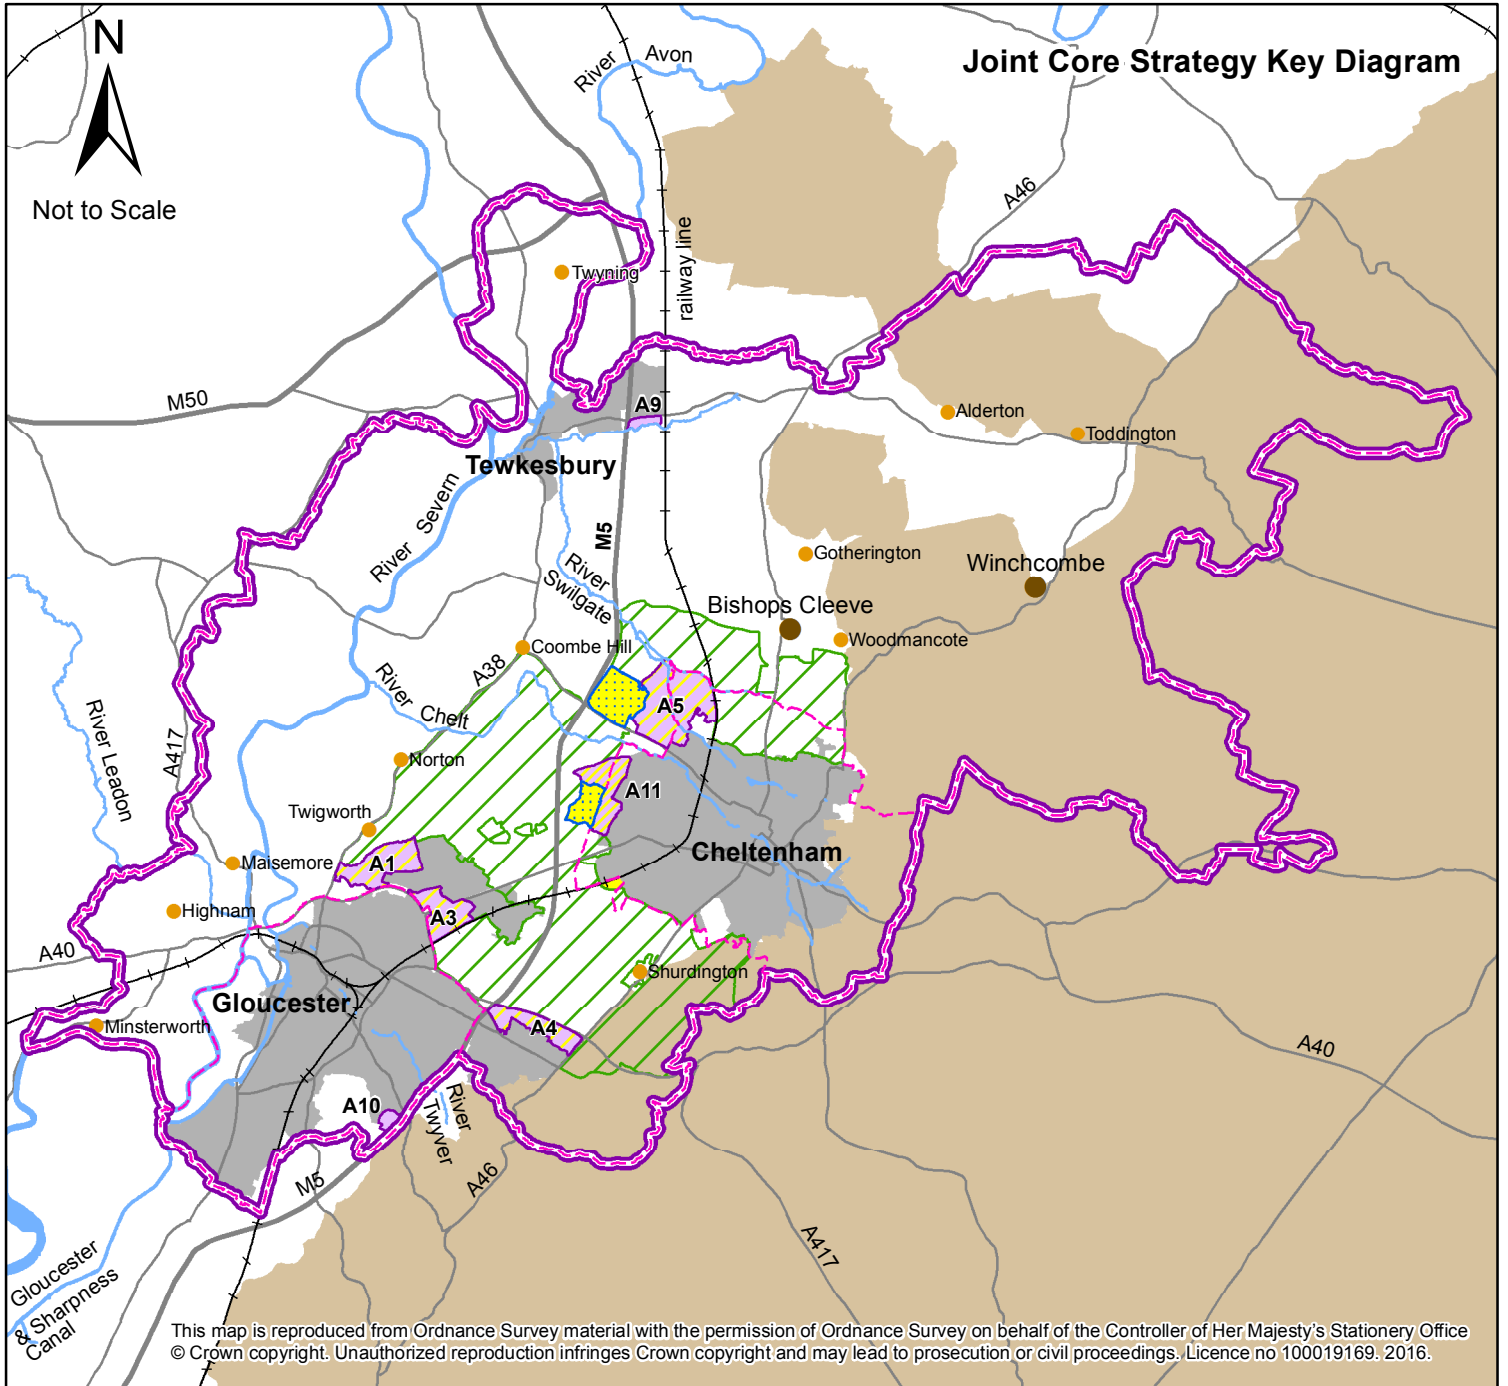 Joint Core Strategy Key Diagram
N
Not to Scale
River
Avon
A46
railway line
Twyning
M50
A9
Alderton
Toddington
Tewkesbury
River
Severn
M5
Gotherington
Winchcombe
River
Swilgate
Bishops Cleeve
Woodmancote
Coombe Hill
A38
River
Chelt
A5
River Leadon
A417
Norton
A11
Twigworth
Cheltenham
Maisemore
A1
Highnam
A3
A40
Shurdington
Gloucester
Minsterworth
A4
A40
A10
River
Twyver
M5
A46
A417
Gloucester
& Sharpness
Canal
This map is reproduced from Ordnance Survey material with the permission of Ordnance Survey on behalf of the Controller of Her Majesty's Stationery Office
© Crown copyright. Unauthorized reproduction infringes Crown copyright and may lead to prosecution or civil proceedings. Licence no 100019169. 2016.